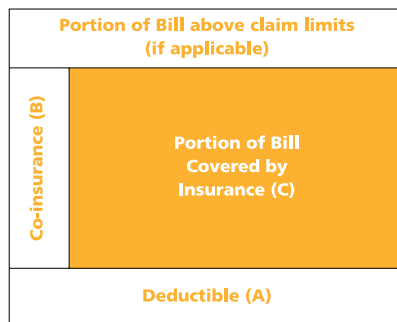 Portion of Bill above claim limits
(if applicable)
Co-insurance (B)
Portion of Bill
Covered by
Insurance (C)
Deductible (A)